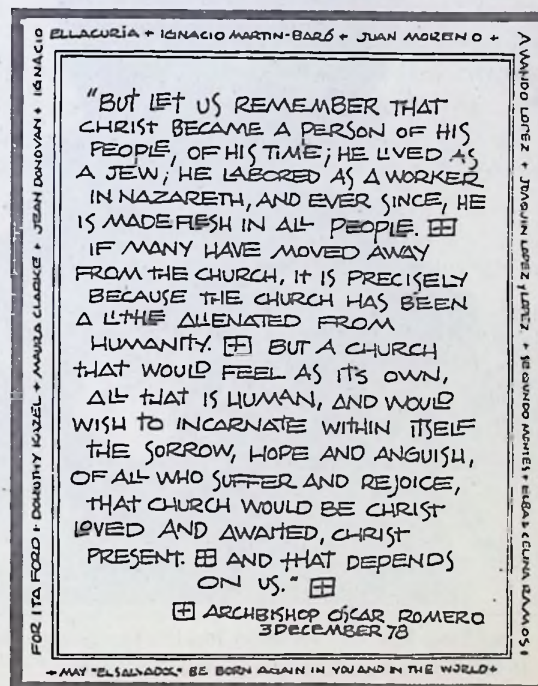 FOR ITA FORD + DOROTHY KAZEL + MAURA CLARKE + JEAN DONOVAN + IGNACIO
ELLACURÍA + IGNACIO MARTIN-BARÓ + JUAN MORENO +
AMANDO LOPEZ + JOAQUIN LOPEZ y LOPEZ + SEGUNDO MONTES + ELBA & CELINA RAMOS +
"BUT LET US REMEMBER THAT
CHRIST BECAME A PERSON OF HIS
PEOPLE, OF HIS TIME; HE LIVED AS
A JEW; HE LABORED AS A WORKER
IN NAZARETH, AND EVER SINCE, HE
IS MADE FLESH IN ALL PEOPLE.
IF MANY HAVE MOVED AWAY
FROM THE CHURCH, IT IS PRECISELY
BECAUSE THE CHURCH HAS BEEN
A LITTLE ALIENATED FROM
HUMANITY. BUT A CHURCH
THAT WOULD FEEL AS ITS OWN,
ALL THAT IS HUMAN, AND WOULD
WISH TO INCARNATE WITHIN ITSELF
THE SORROW, HOPE AND ANGUISH,
OF ALL WHO SUFFER AND REJOICE,
THAT CHURCH WOULD BE CHRIST
LOVED AND AWAITED, CHRIST
PRESENT. AND THAT DEPENDS
ON US."
ARCHBISHOP ÓSCAR ROMERO
3 DECEMBER 78
+ MAY "EL SALVADOR" BE BORN AGAIN IN YOU AND IN THE WORLD +